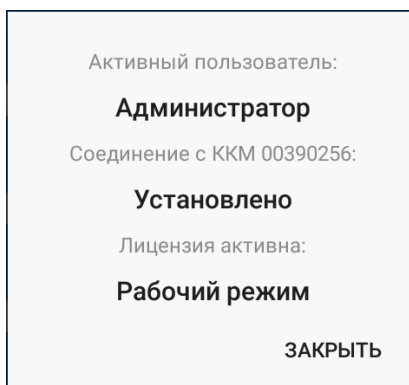 Активный пользователь:
Администратор
Соединение с ККМ 00390256:
Установлено
Лицензия активна:
Рабочий режим
ЗАКРЫТЬ